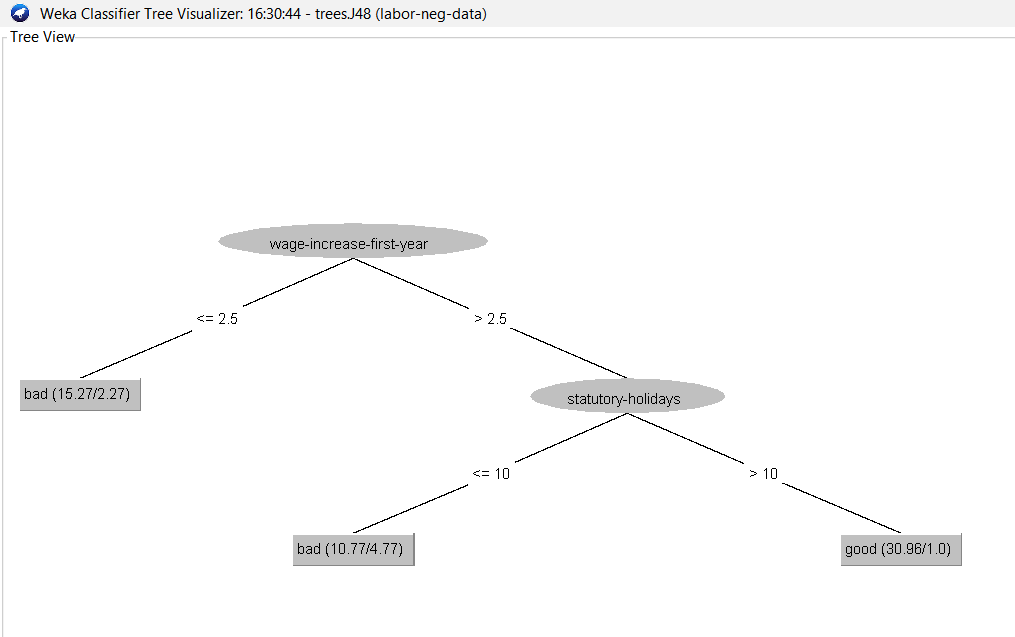 Weka Classifier Tree Visualizer: 16:30:44 - trees.J48 (labor-neg-data)
Tree View
wage-increase-first-year
<= 2.5
> 2.5
bad (15.27/2.27)
statutory-holidays
<= 10
> 10
bad (10.77/4.77)
good (30.96/1.0)